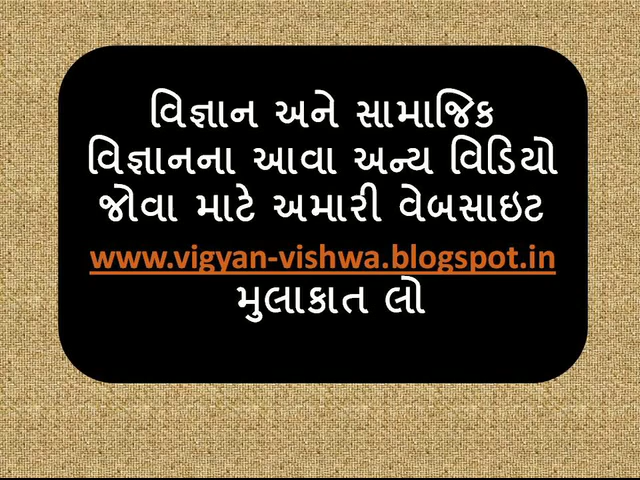 વિજ્ઞાન અને સામાજિક
વિજ્ઞાનના આવા અન્ય વિડિયો
જોવા માટે અમારી વેબસાઇટ
www.vigyan-vishwa.blogspot.in
મુલાકાત લો